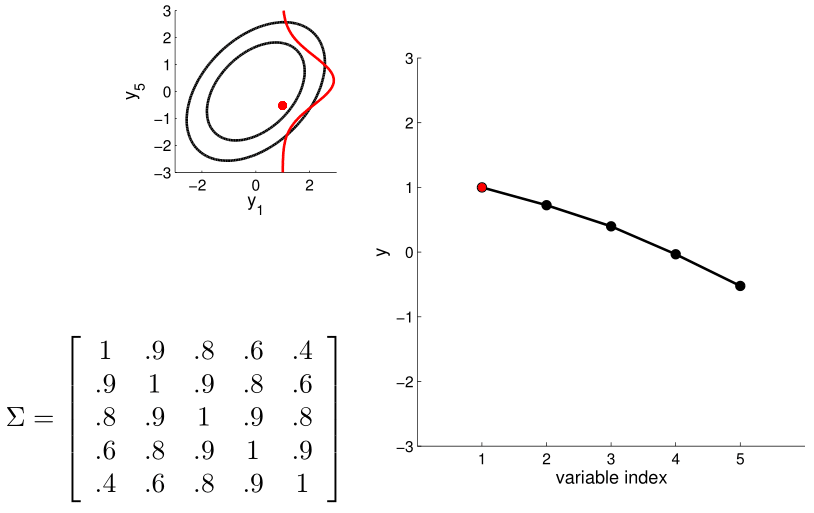 3
2
1
0
−1
−2
−3
y5
−2 0 2
y1
3
2
1
0
−1
−2
−3
y
1 2 3 4 5
variable index
Σ =
1 .9 .8 .6 .4
.9 1 .9 .8 .6
.8 .9 1 .9 .8
.6 .8 .9 1 .9
.4 .6 .8 .9 1